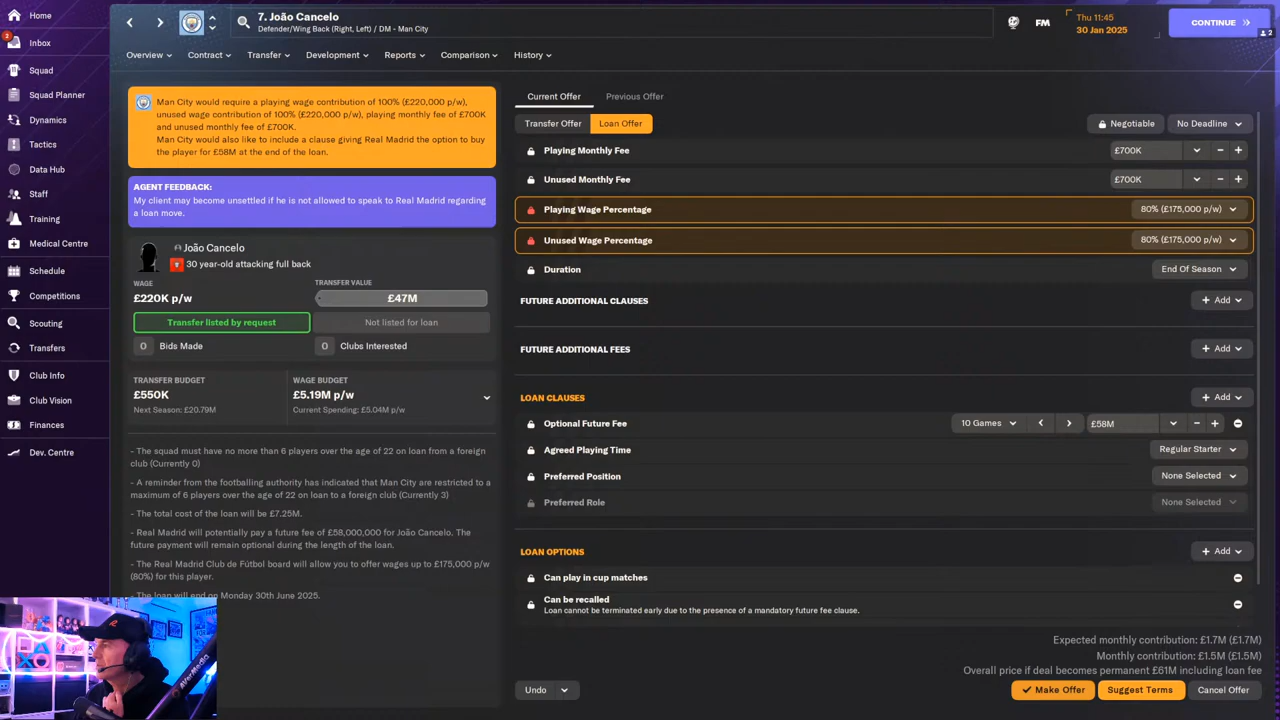 Home
2
Inbox
Squad
Squad Planner
Dynamics
Tactics
Data Hub
Staff
Training
Medical Centre
Schedule
Competitions
Scouting
Transfers
Club Info
Club Vision
Finances
Dev. Centre
7. João Cancelo
Defender/Wing Back (Right, Left) / DM - Man City
FM
Thu 11:45
30 Jan 2025
CONTINUE
2
Overview
Contract
Transfer
Development
Reports
Comparison
History
Man City would require a playing wage contribution of 100% (£220,000 p/w),
unused wage contribution of 100% (£220,000 p/w), playing monthly fee of £700K
and unused monthly fee of £700K.
Man City would also like to include a clause giving Real Madrid the option to buy
the player for £58M at the end of the loan.
AGENT FEEDBACK:
My client may become unsettled if he is not allowed to speak to Real Madrid regarding
a loan move.
João Cancelo
30 year-old attacking full back
WAGE
£220K p/w
TRANSFER VALUE
£47M
Transfer listed by request
Not listed for loan
0 Bids Made
0 Clubs Interested
TRANSFER BUDGET
£550K
Next Season: £20.79M
WAGE BUDGET
£5.19M p/w
Current Spending: £5.04M p/w
- The squad must have no more than 6 players over the age of 22 on loan from a foreign
club (Currently 0)
- A reminder from the footballing authority has indicated that Man City are restricted to a
maximum of 6 players over the age of 22 on loan to a foreign club (Currently 3)
- The total cost of the loan will be £7.25M.
- Real Madrid will potentially pay a future fee of £58,000,000 for João Cancelo. The
future payment will remain optional during the length of the loan.
- The Real Madrid Club de Fútbol board will allow you to offer wages up to £175,000 p/w
(80%) for this player.
- The loan will end on Monday 30th June 2025.
Current Offer
Previous Offer
Transfer Offer
Loan Offer
Negotiable
No Deadline
Playing Monthly Fee £700K
Unused Monthly Fee £700K
Playing Wage Percentage 80% (£175,000 p/w)
Unused Wage Percentage 80% (£175,000 p/w)
Duration End Of Season
FUTURE ADDITIONAL CLAUSES + Add
FUTURE ADDITIONAL FEES + Add
LOAN CLAUSES + Add
Optional Future Fee 10 Games £58M
Agreed Playing Time Regular Starter
Preferred Position None Selected
Preferred Role None Selected
LOAN OPTIONS + Add
Can play in cup matches
Can be recalled
Loan cannot be terminated early due to the presence of a mandatory future fee clause.
Expected monthly contribution: £1.7M (£1.7M)
Monthly contribution: £1.5M (£1.5M)
Overall price if deal becomes permanent £61M including loan fee
Undo
Make Offer
Suggest Terms
Cancel Offer
AVerMedia